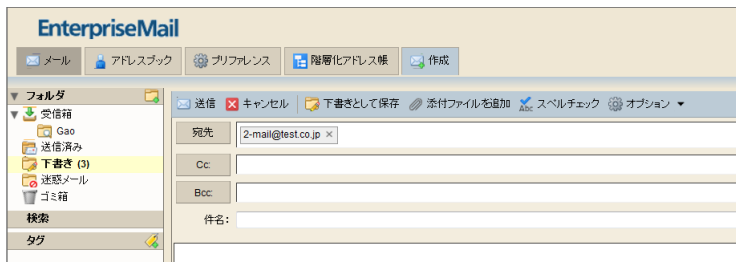 EnterpriseMail
メール アドレスブック プリファレンス 階層化アドレス帳 作成
フォルダ
受信箱
Gao
送信済み
下書き (3)
迷惑メール
ゴミ箱
検索
タグ
送信 キャンセル 下書きとして保存 添付ファイルを追加 スペルチェック オプション
宛先 2-mail@test.co.jp ×
Cc:
Bcc:
件名: